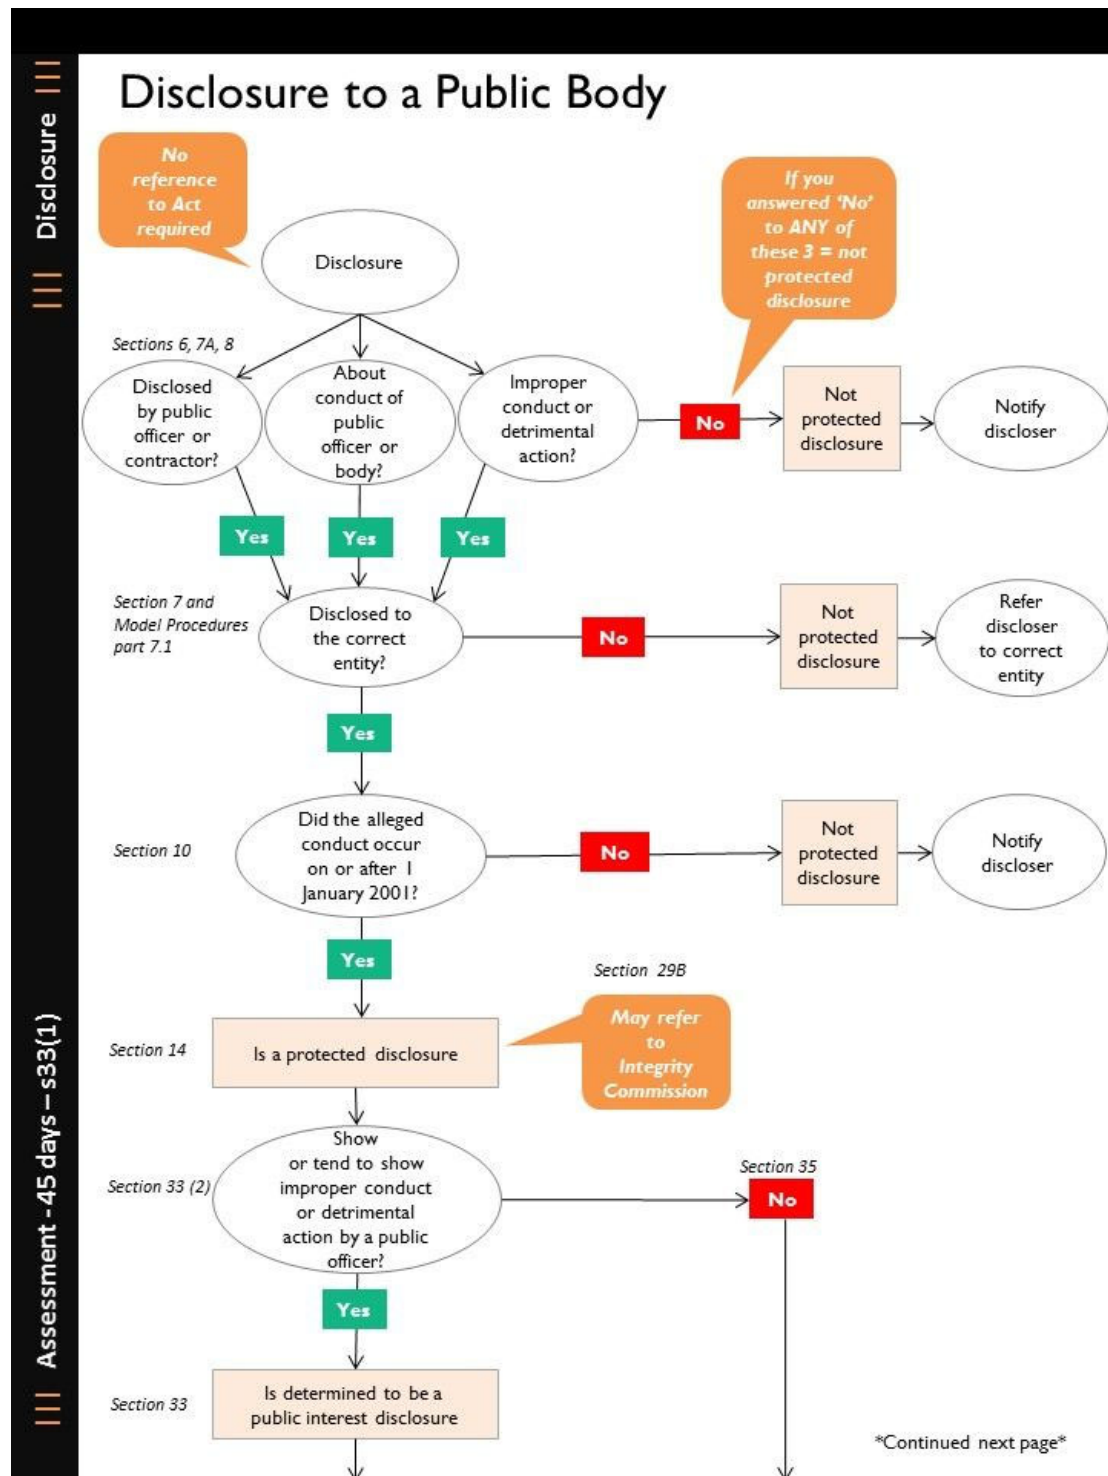 Disclosure to a Public Body
Disclosure
No
reference
to Act
required
If you
answered ‘No’
to ANY of
these 3 = not
protected
disclosure
Disclosure
Sections 6, 7A, 8
Disclosed
by public
officer or
contractor?
About
conduct of
public
officer or
body?
Improper
conduct or
detrimental
action?
No
Not
protected
disclosure
Notify
discloser
Yes
Yes
Yes
Section 7 and
Model Procedures
part 7.1
Disclosed to
the correct
entity?
No
Not
protected
disclosure
Refer
discloser
to correct
entity
Yes
Section 10
Did the alleged
conduct occur
on or after 1
January 2001?
No
Not
protected
disclosure
Notify
discloser
Yes
Section 29B
May refer
to
Integrity
Commission
Section 14
Is a protected disclosure
Assessment - 45 days – s33(1)
Section 33 (2)
Show
or tend to show
improper conduct
or detrimental
action by a public
officer?
Section 35
No
Yes
Section 33
Is determined to be a
public interest disclosure
*Continued next page*